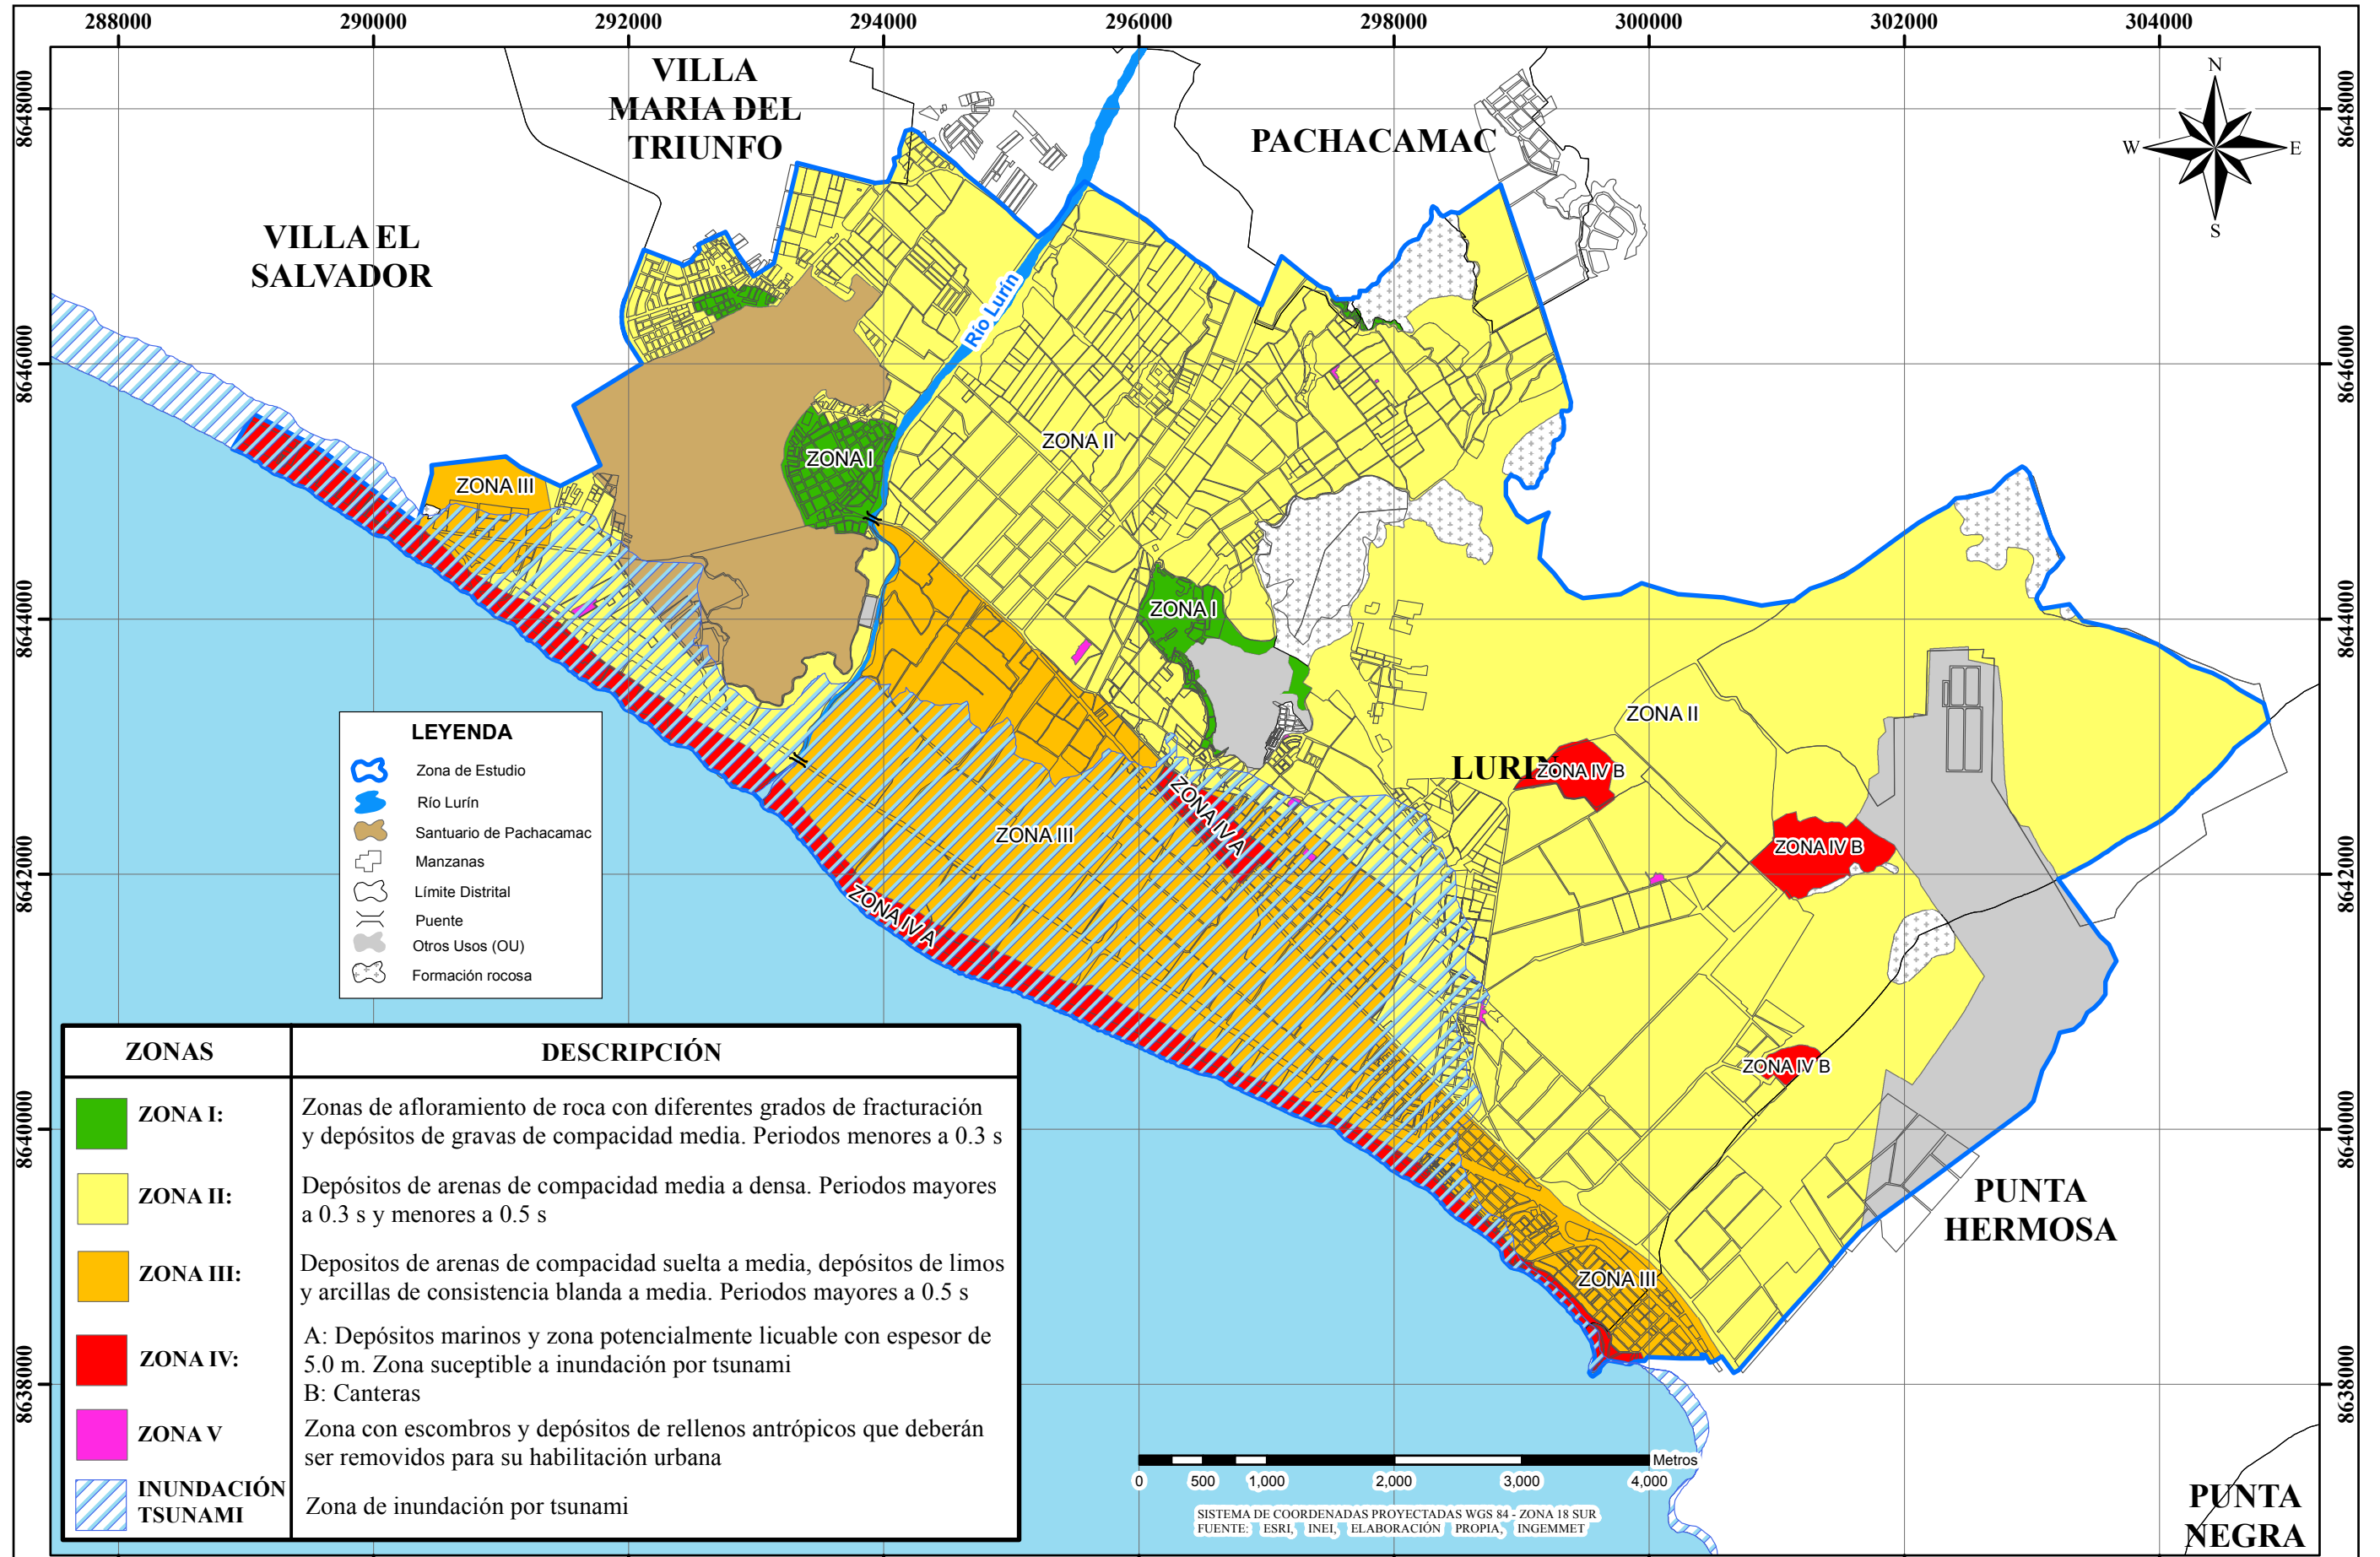 288000 290000 292000 294000 296000 298000 300000 302000 304000
8648000 8648000
8646000 8646000
8644000 8644000
8642000 8642000
8640000 8640000
8638000 8638000
VILLA
MARIA DEL
TRIUNFO
PACHACAMAC
N
W E
S
VILLA EL
SALVADOR
Río Lurín
ZONA II
ZONA I
ZONA III
ZONA I
ZONA II
LURIN
ZONA IV B
ZONA IV A
ZONA III
ZONA IV B
ZONA IV A
ZONA IV B
PUNTA
HERMOSA
ZONA III
PUNTA
NEGRA
LEYENDA
Zona de Estudio
Río Lurín
Santuario de Pachacamac
Manzanas
Límite Distrital
Puente
Otros Usos (OU)
Formación rocosa
ZONAS DESCRIPCIÓN
ZONA I: Zonas de afloramiento de roca con diferentes grados de fracturación
y depósitos de gravas de compacidad media. Periodos menores a 0.3 s
ZONA II: Depósitos de arenas de compacidad media a densa. Periodos mayores
a 0.3 s y menores a 0.5 s
ZONA III: Depositos de arenas de compacidad suelta a media, depósitos de limos
y arcillas de consistencia blanda a media. Periodos mayores a 0.5 s
ZONA IV: A: Depósitos marinos y zona potencialmente licuable con espesor de
5.0 m. Zona suceptible a inundación por tsunami
B: Canteras
ZONA V Zona con escombros y depósitos de rellenos antrópicos que deberán
ser removidos para su habilitación urbana
INUNDACIÓN
TSUNAMI Zona de inundación por tsunami
Metros
0 500 1,000 2,000 3,000 4,000
SISTEMA DE COORDENADAS PROYECTADAS WGS 84 - ZONA 18 SUR
FUENTE: ESRI, INEI, ELABORACIÓN PROPIA, INGEMMET